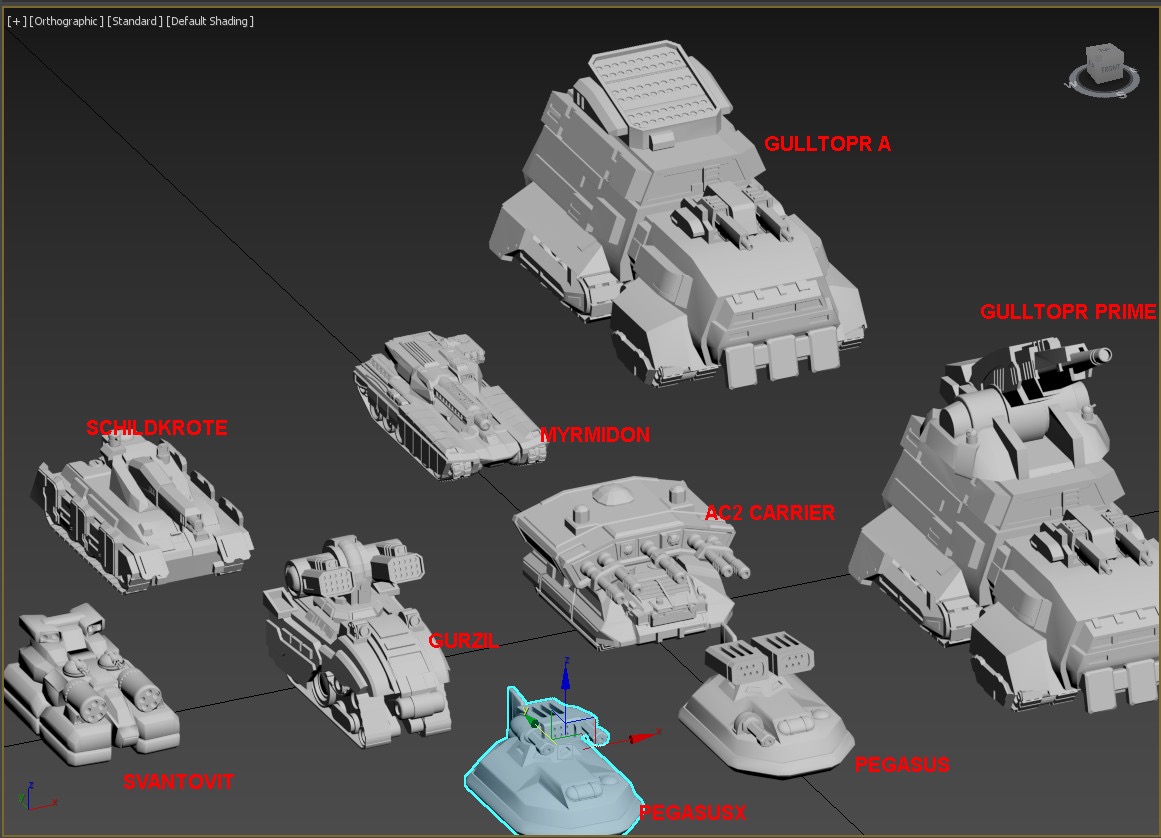 [+] [Orthographic] [Standard] [Default Shading]
FRONT
GULLTOPR A
GULLTOPR PRIME
SCHILDKROTE
MYRMIDON
AC2 CARRIER
GURZIL
SVANTOVIT
PEGASUS
PEGASUSX
z
x
z
y
x